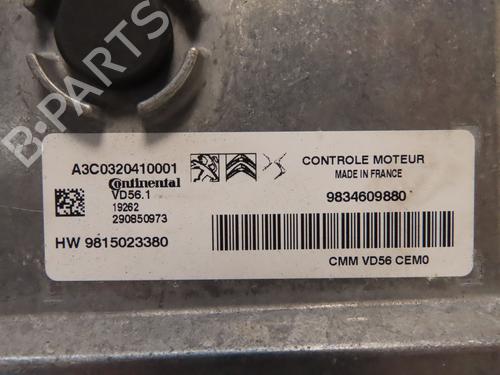 B-PARTS
A3C0320410001
Continental
VD56.1
19262
290850973
HW 9815023380
CONTROLE MOTEUR
MADE IN FRANCE
9834609880
CMM VD56 CEM0